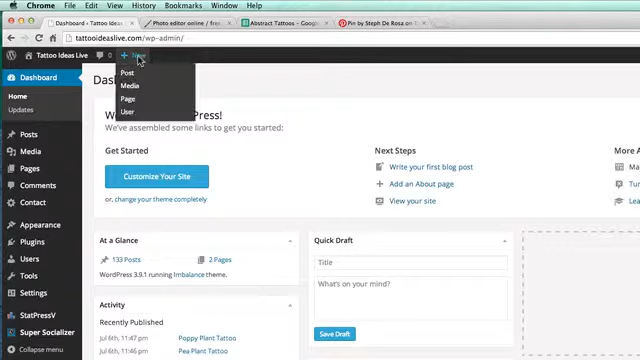 Chrome File Edit View History Bookmarks Window Help
Dashboard ‹ Tattoo Ideas Live
Photo editor online / free
Abstract Tattoos - Google
Pin by Steph De Rosa on
tattooideaslive.com/wp-admin/
Tattoo Ideas Live 0 + New
Post
Media
Page
User
Dashboard
Home
Updates
Posts
Media
Pages
Comments
Contact
Appearance
Plugins
Users
Tools
Settings
StatPressV
Super Socializer
Collapse menu
Das
W press!
We've assembled some links to get you started:
Get Started
Customize Your Site
or, change your theme completely
Next Steps
Write your first blog post
Add an About page
View your site
More A
Ma
Tur
Lea
At a Glance
133 Posts 2 Pages
WordPress 3.9.1 running Imbalance theme.
Activity
Recently Published
Jul 6th, 11:47 pm Poppy Plant Tattoo
Jul 6th, 11:46 pm Pea Plant Tattoo
Quick Draft
Title
What's on your mind?
Save Draft